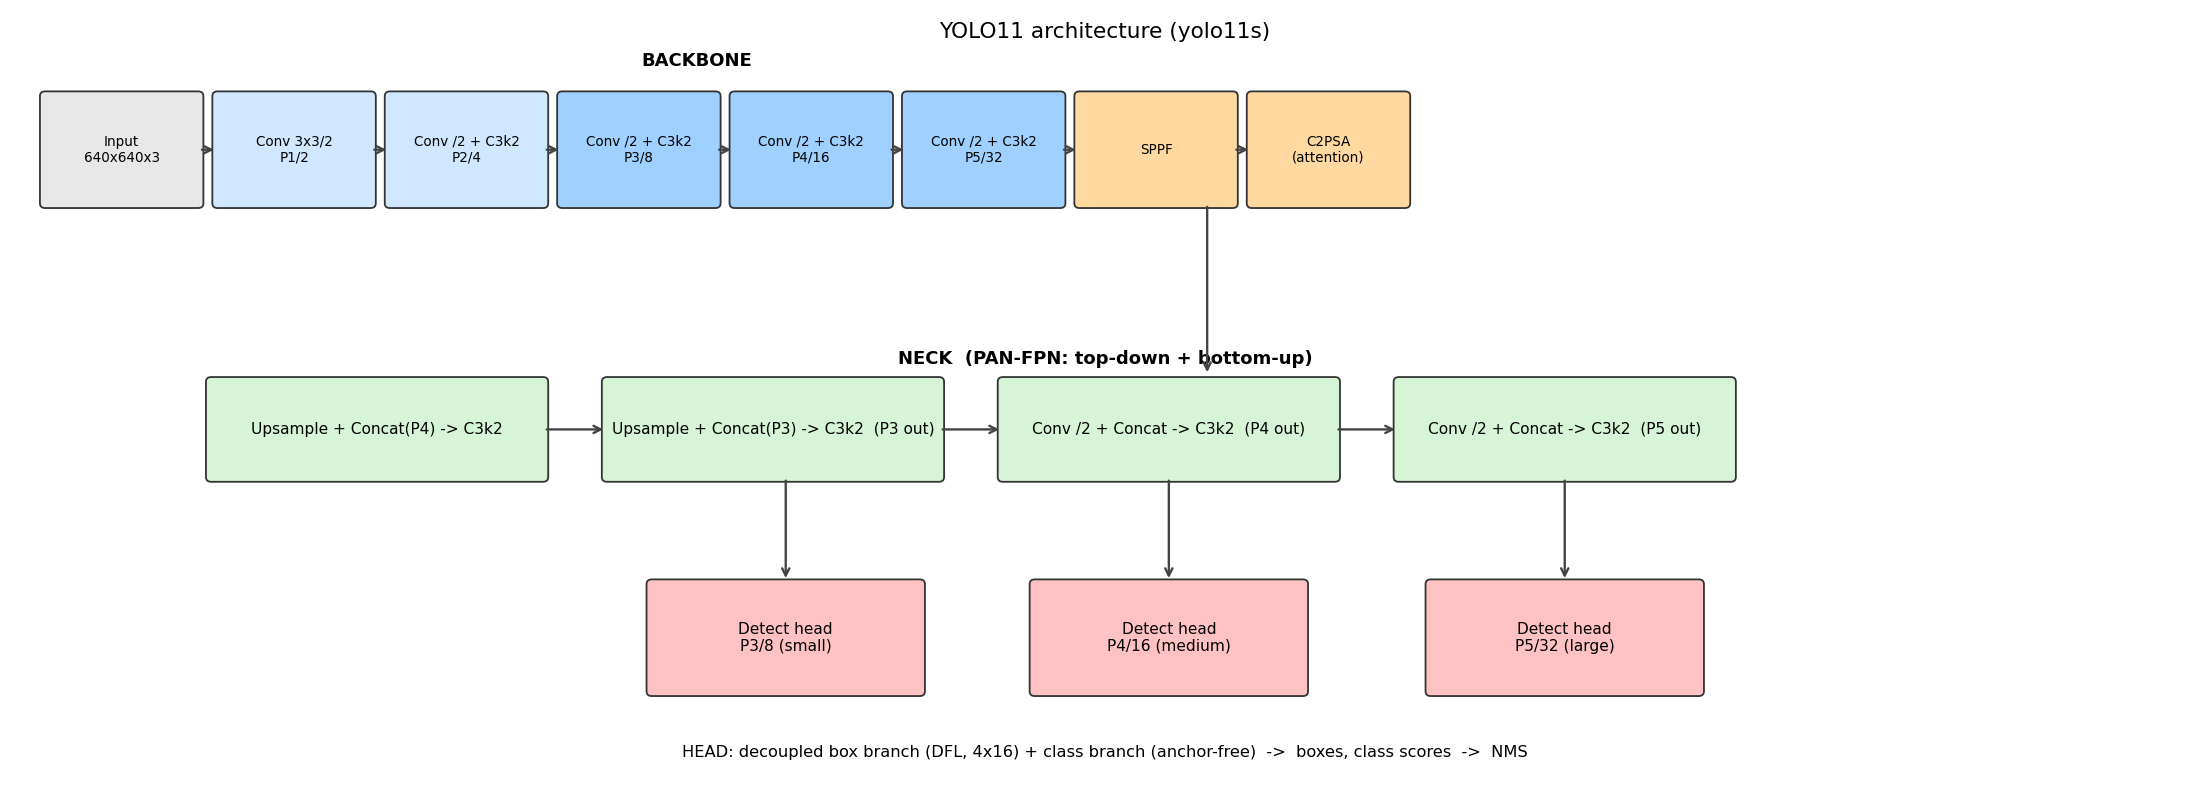 YOLO11 architecture (yolo11s)
BACKBONE
Input
640x640x3
Conv 3x3/2
P1/2
Conv /2 + C3k2
P2/4
Conv /2 + C3k2
P3/8
Conv /2 + C3k2
P4/16
Conv /2 + C3k2
P5/32
SPPF
C2PSA
(attention)
NECK  (PAN-FPN: top-down + bottom-up)
Upsample + Concat(P4) -> C3k2
Upsample + Concat(P3) -> C3k2  (P3 out)
Conv /2 + Concat -> C3k2  (P4 out)
Conv /2 + Concat -> C3k2  (P5 out)
Detect head
P3/8 (small)
Detect head
P4/16 (medium)
Detect head
P5/32 (large)
HEAD: decoupled box branch (DFL, 4x16) + class branch (anchor-free)  ->  boxes, class scores  ->  NMS